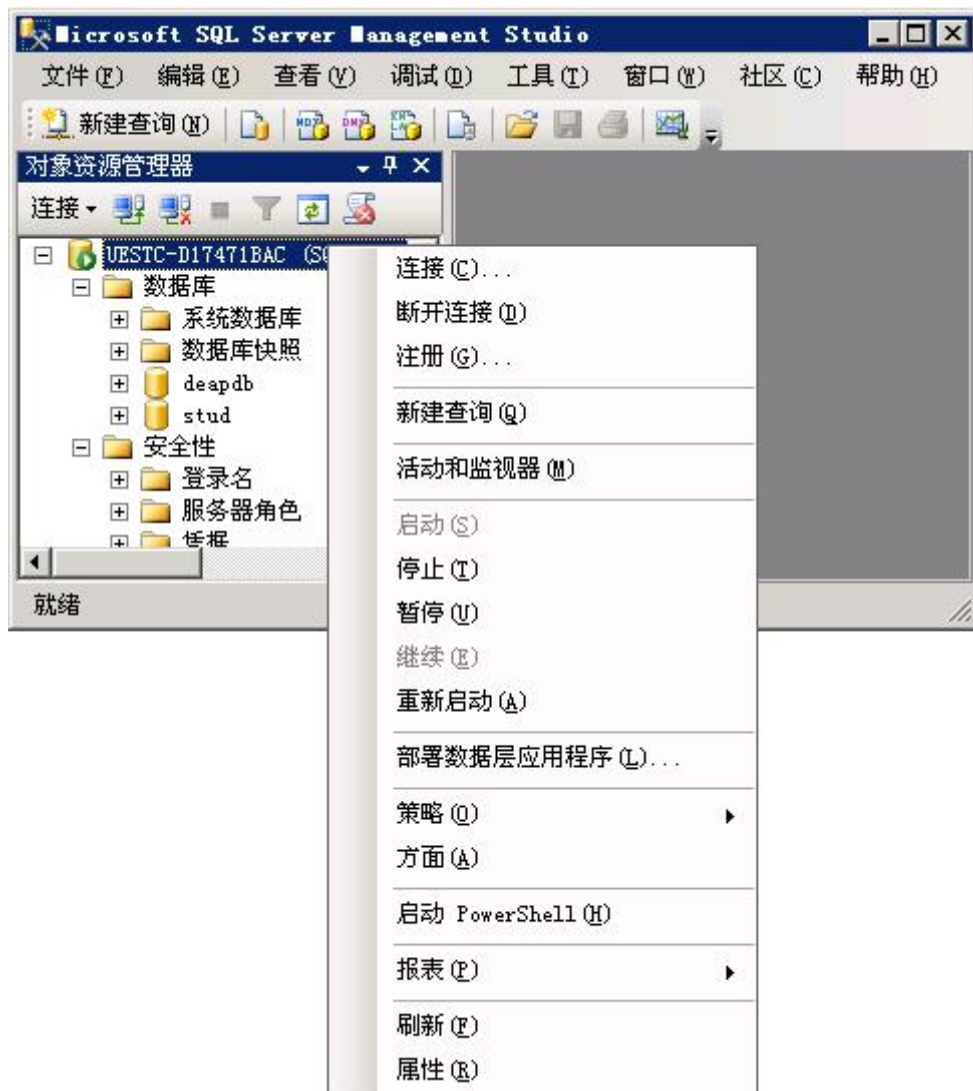 Microsoft SQL Server Management Studio
文件(F) 编辑(E) 查看(V) 调试(D) 工具(T) 窗口(W) 社区(C) 帮助(H)
新建查询(N)
对象资源管理器
连接
UESTC-D17471BAC (SQ
数据库
系统数据库
数据库快照
deapdb
stud
安全性
登录名
服务器角色
凭据
就绪
连接(C)...
断开连接(D)
注册(G)...
新建查询(Q)
活动和监视器(M)
启动(S)
停止(T)
暂停(U)
继续(E)
重新启动(A)
部署数据层应用程序(L)...
策略(O)
方面(A)
启动 PowerShell(H)
报表(P)
刷新(F)
属性(R)